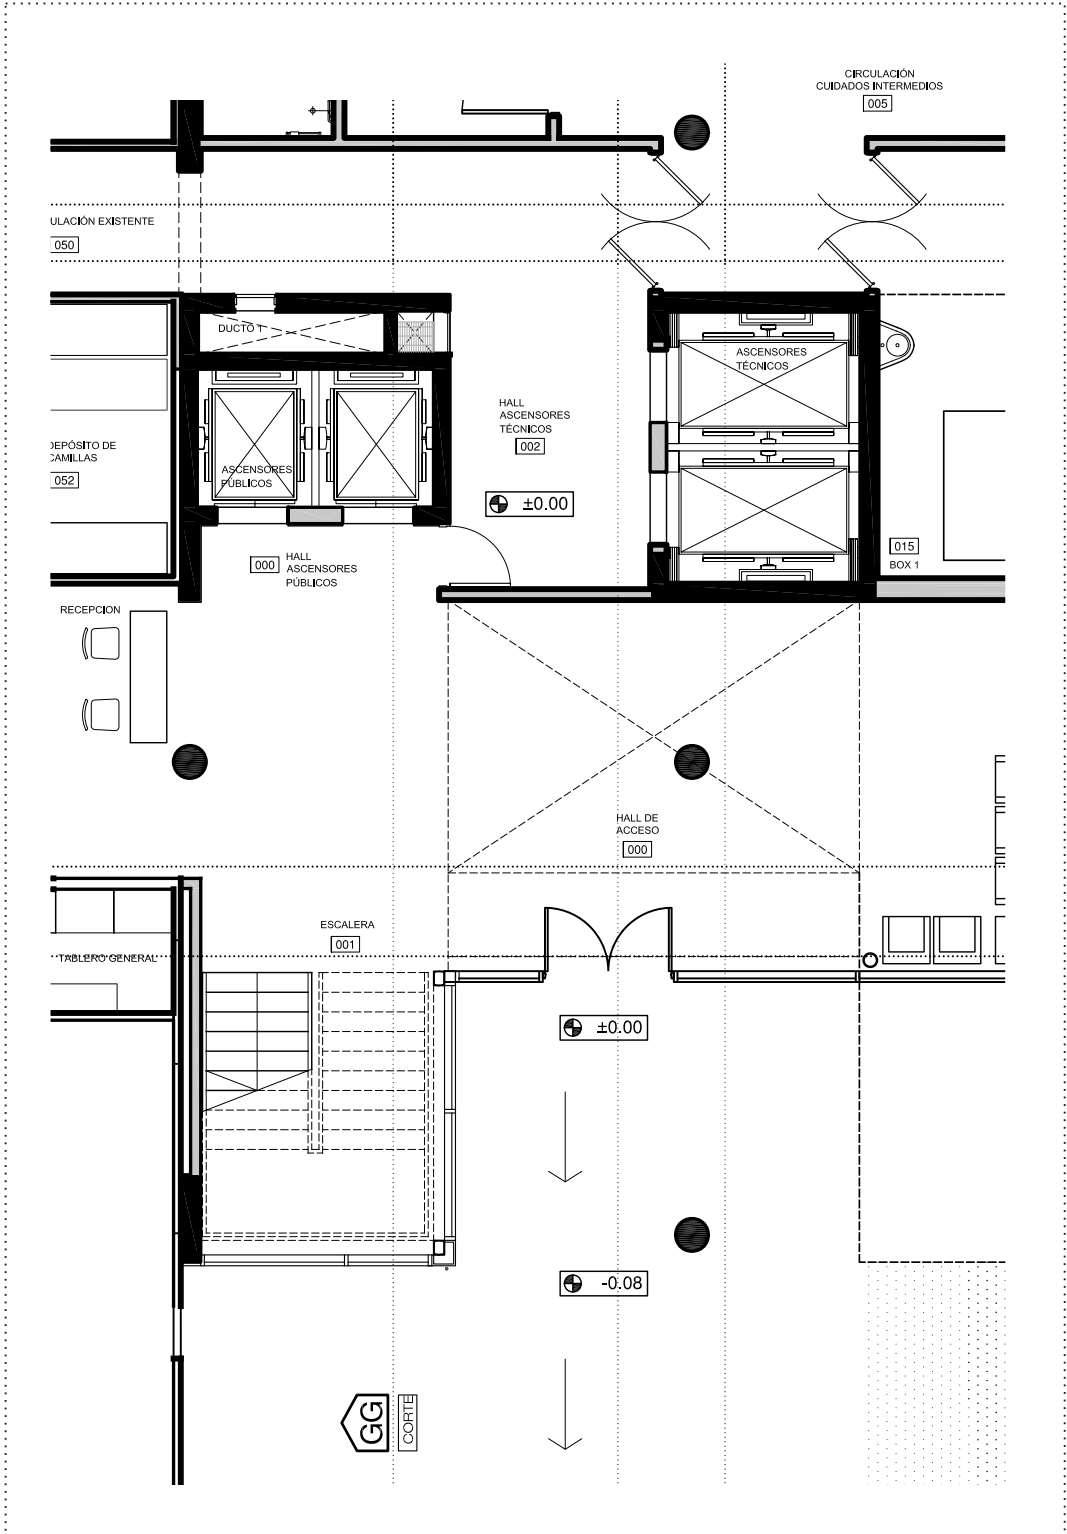 CIRCULACIÓN
CUIDADOS INTERMEDIOS
005
ULACIÓN EXISTENTE
050
DUCTO 1
ASCENSORES
TÉCNICOS
HALL
ASCENSORES
TÉCNICOS
002
DEPÓSITO DE
CAMILLAS
052
ASCENSORES
PÚBLICOS
±0.00
015
BOX 1
000
HALL
ASCENSORES
PÚBLICOS
RECEPCION
HALL DE
ACCESO
000
ESCALERA
001
TABLERO GENERAL
±0.00
-0.08
GG
CORTE